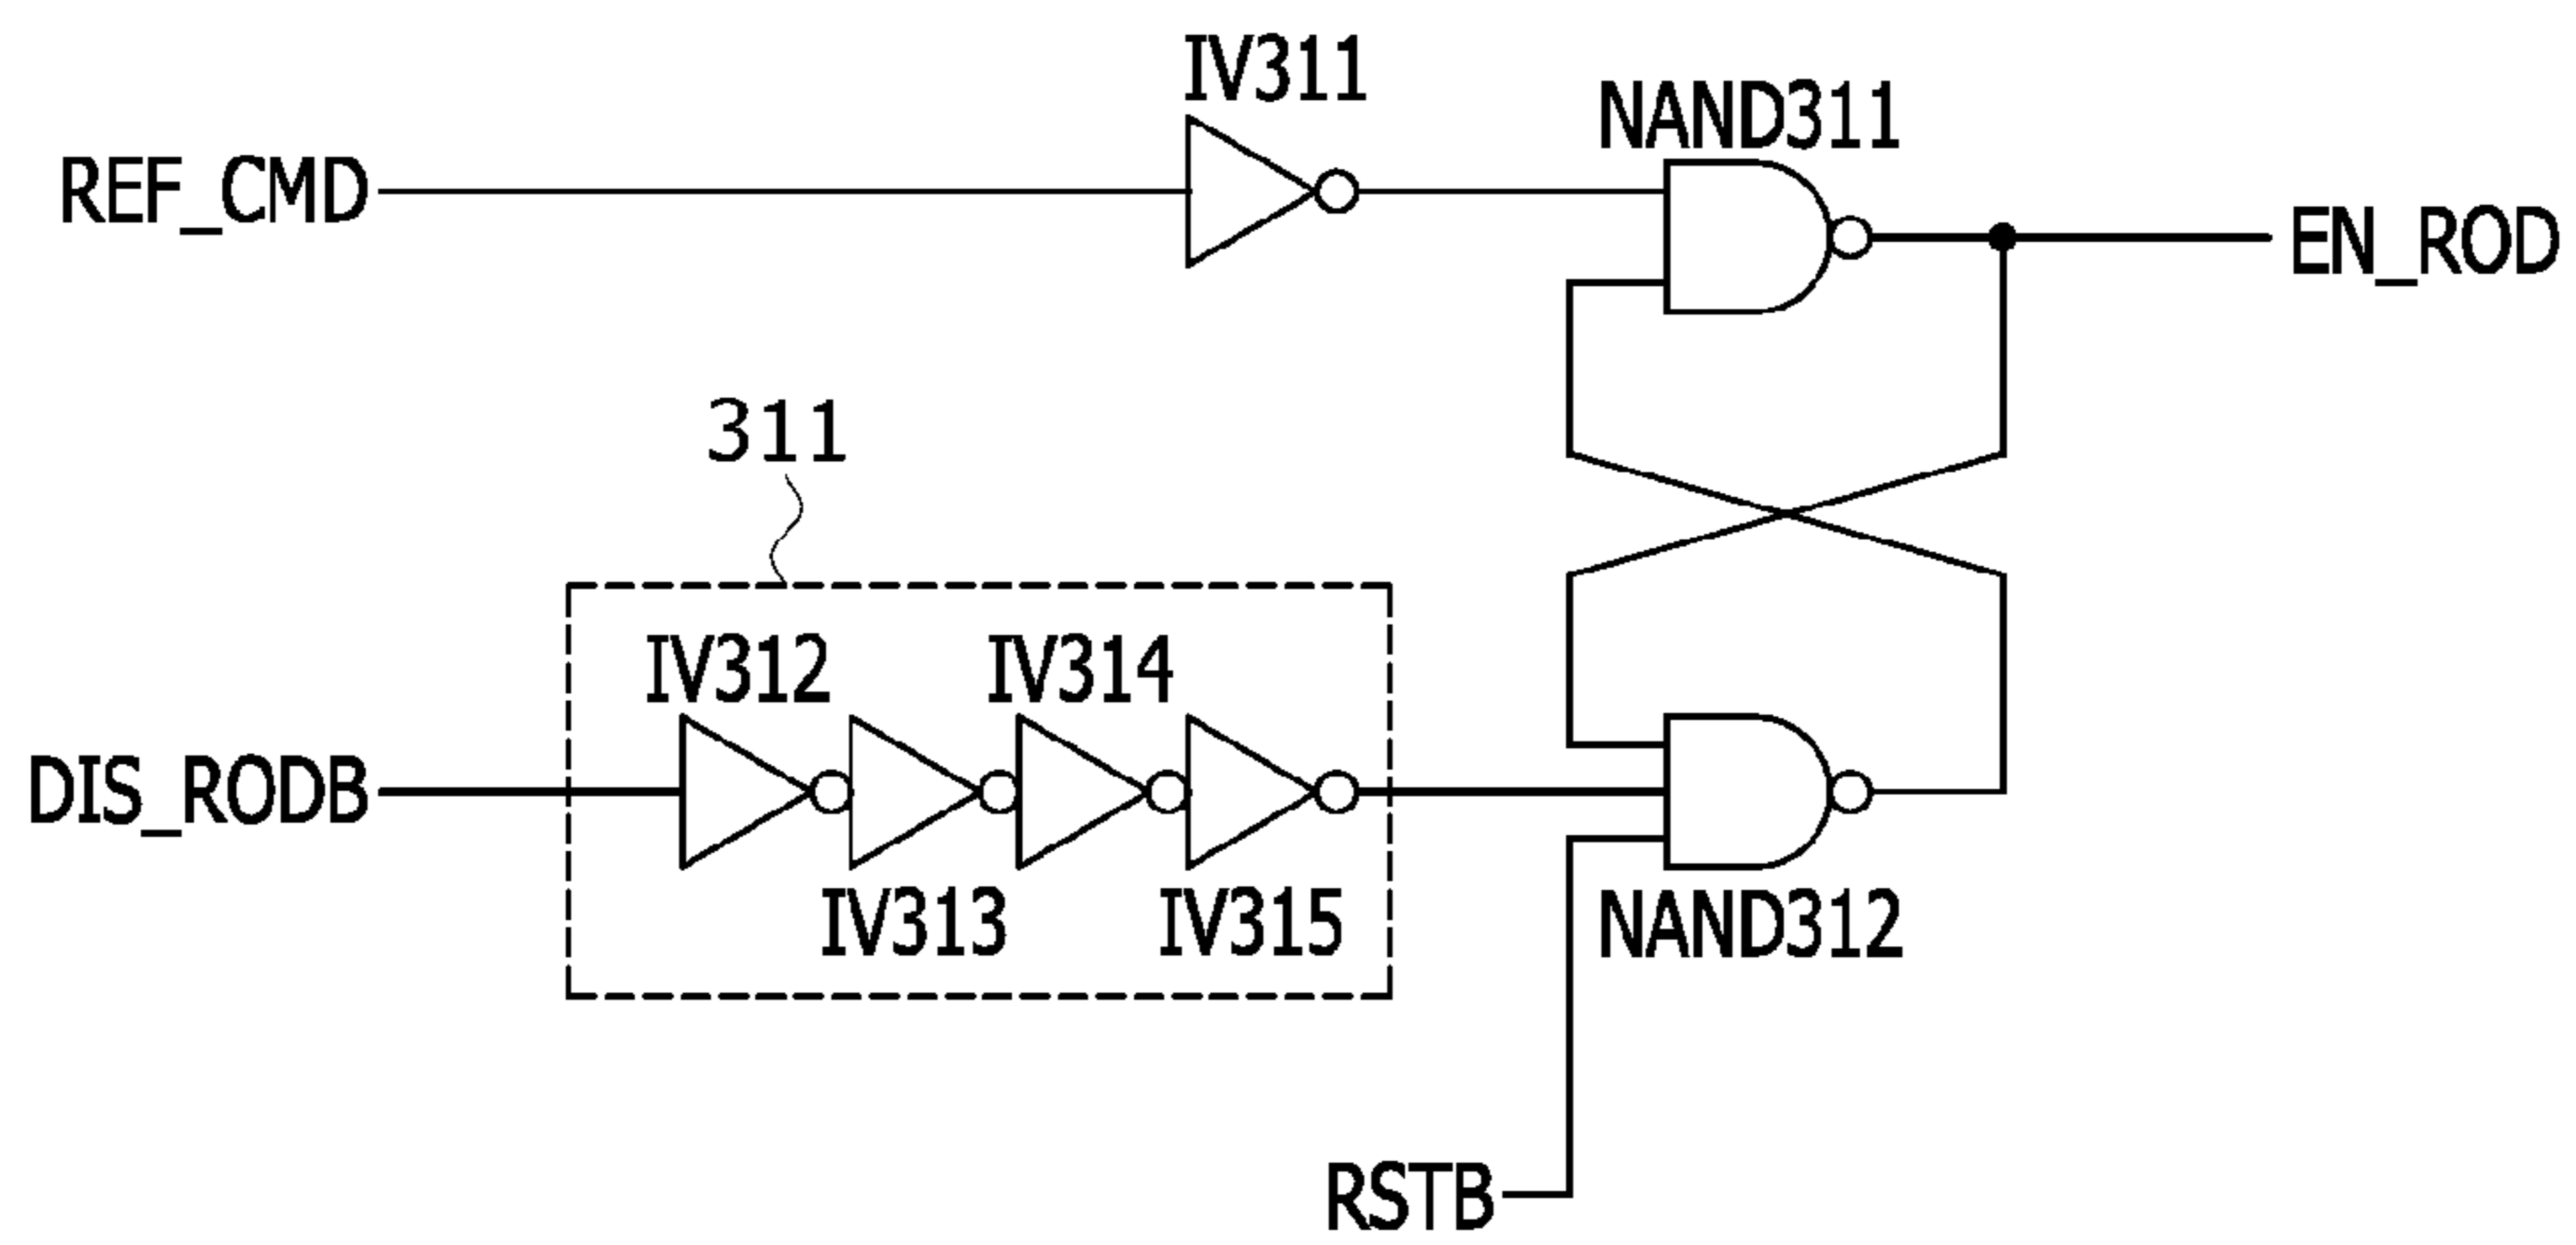 IV311
NAND311
REF_CMD
EN_ROD
311
IV312
IV314
DIS_RODB
IV313
IV315
NAND312
RSTB